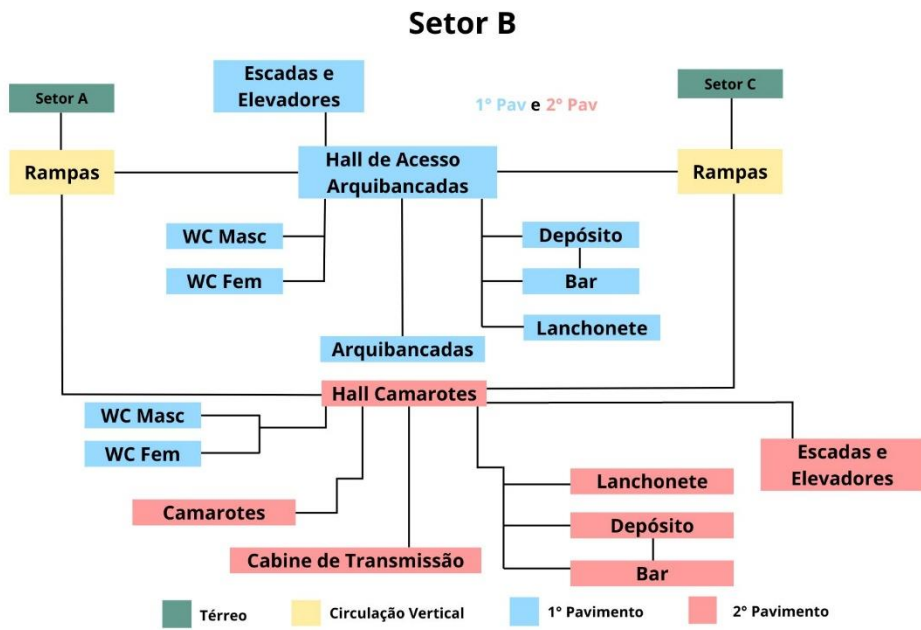 Setor B
Setor A
Escadas e
Elevadores
1° Pav e 2° Pav
Setor C
Rampas
Hall de Acesso
Arquibancadas
Rampas
WC Masc
WC Fem
Depósito
Bar
Lanchonete
Arquibancadas
Hall Camarotes
WC Masc
WC Fem
Escadas e
Elevadores
Camarotes
Lanchonete
Depósito
Cabine de Transmissão
Bar
Térreo
Circulação Vertical
1° Pavimento
2° Pavimento